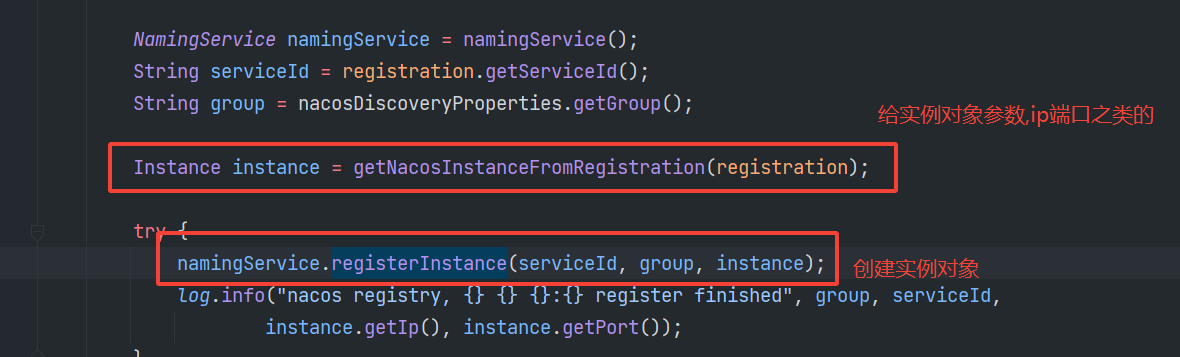 NamingService namingService = namingService();
String serviceId = registration.getServiceId();
String group = nacosDiscoveryProperties.getGroup();
给实例对象参数,ip端口之类的
Instance instance = getNacosInstanceFromRegistration(registration);
try {
namingService.registerInstance(serviceId, group, instance);
创建实例对象
log.info("nacos registry, {} {} {}:{} register finished", group, serviceId,
instance.getIp(), instance.getPort());
}